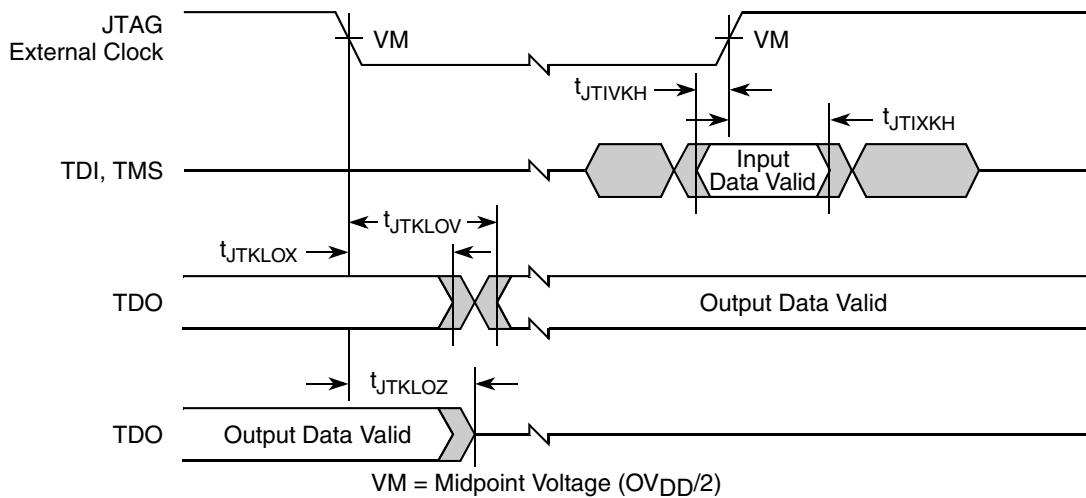 JTAG
External Clock
VM
VM
tJTIVKH
tJTIXKH
TDI, TMS
Input
Data Valid
tJTKLOV
tJTKLOX
TDO
Output Data Valid
tJTKLOZ
TDO
Output Data Valid
VM = Midpoint Voltage (OVDD/2)